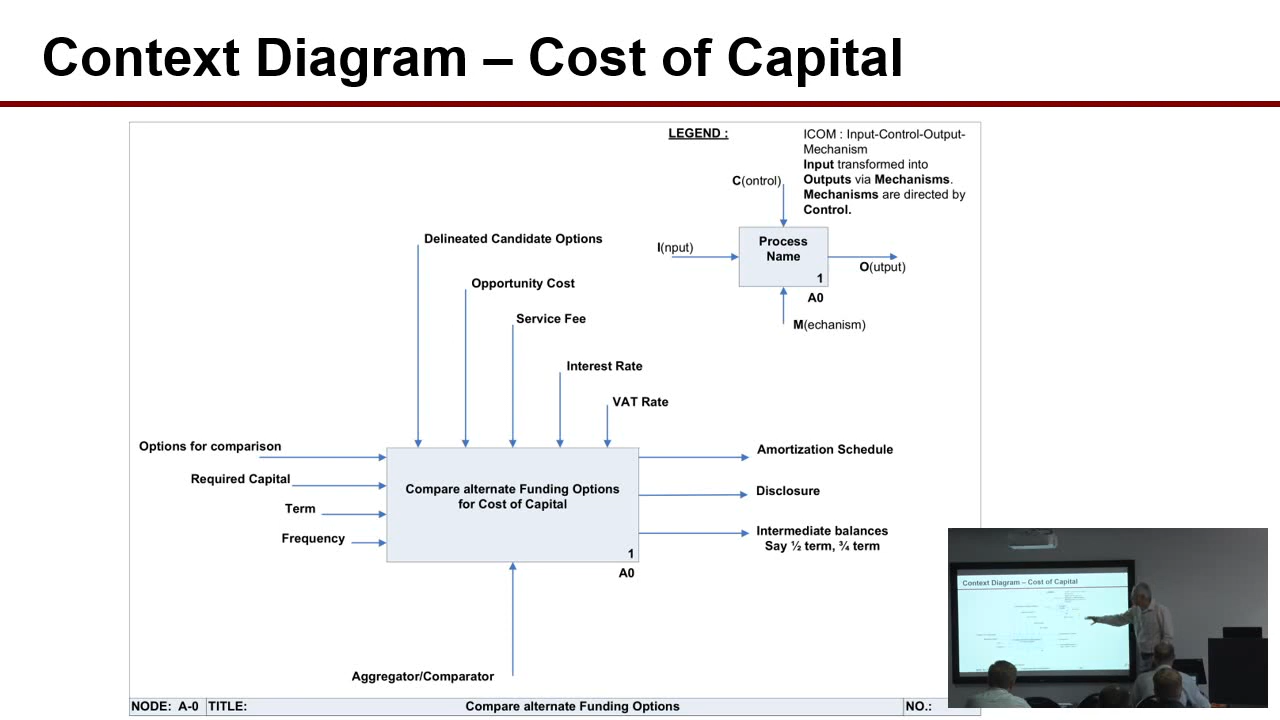 Context Diagram – Cost of Capital
LEGEND :
ICOM : Input-Control-Output-
Mechanism
Input transformed into
Outputs via Mechanisms.
Mechanisms are directed by
Control.
C(ontrol)
I(nput)
Process
Name
1
A0
O(utput)
M(echanism)
Delineated Candidate Options
Opportunity Cost
Service Fee
Interest Rate
VAT Rate
Options for comparison
Required Capital
Term
Frequency
Compare alternate Funding Options
for Cost of Capital
1
A0
Amortization Schedule
Disclosure
Intermediate balances
Say ½ term, ¾ term
Aggregator/Comparator
NODE: A-0
TITLE:
Compare alternate Funding Options
NO.:
Context Diagram – Cost of Capital